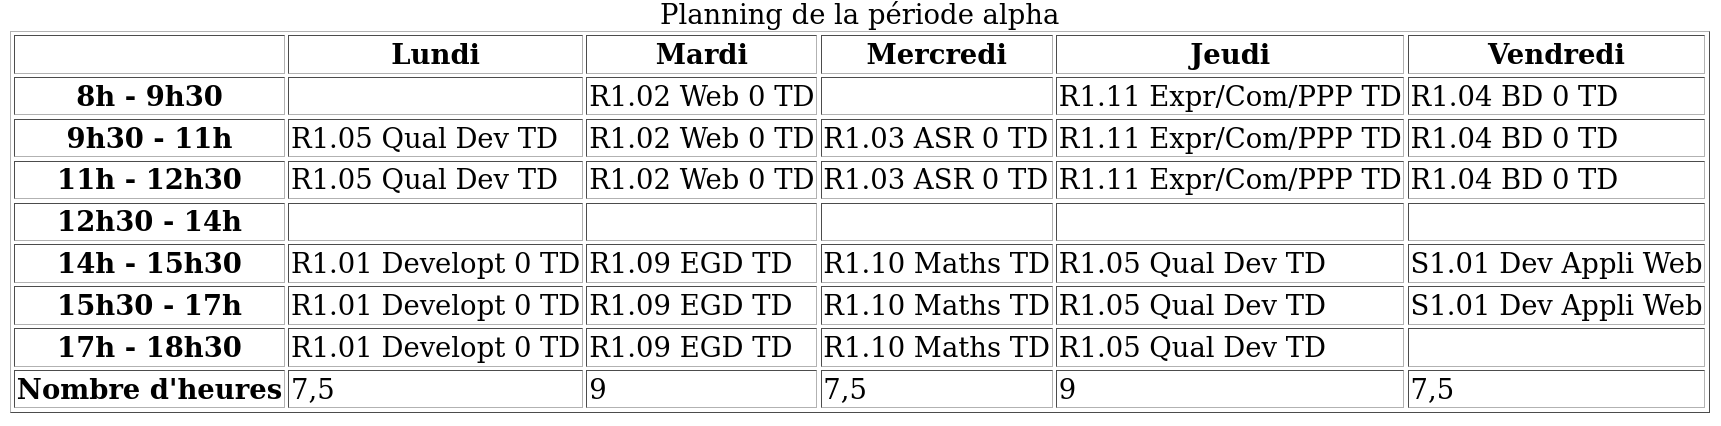 Planning de la période alpha
Lundi Mardi Mercredi Jeudi Vendredi
8h - 9h30 R1.02 Web 0 TD R1.11 Expr/Com/PPP TD R1.04 BD 0 TD
9h30 - 11h R1.05 Qual Dev TD R1.02 Web 0 TD R1.03 ASR 0 TD R1.11 Expr/Com/PPP TD R1.04 BD 0 TD
11h - 12h30 R1.05 Qual Dev TD R1.02 Web 0 TD R1.03 ASR 0 TD R1.11 Expr/Com/PPP TD R1.04 BD 0 TD
12h30 - 14h
14h - 15h30 R1.01 Developt 0 TD R1.09 EGD TD R1.10 Maths TD R1.05 Qual Dev TD S1.01 Dev Appli Web
15h30 - 17h R1.01 Developt 0 TD R1.09 EGD TD R1.10 Maths TD R1.05 Qual Dev TD S1.01 Dev Appli Web
17h - 18h30 R1.01 Developt 0 TD R1.09 EGD TD R1.10 Maths TD R1.05 Qual Dev TD
Nombre d'heures 7,5 9 7,5 9 7,5